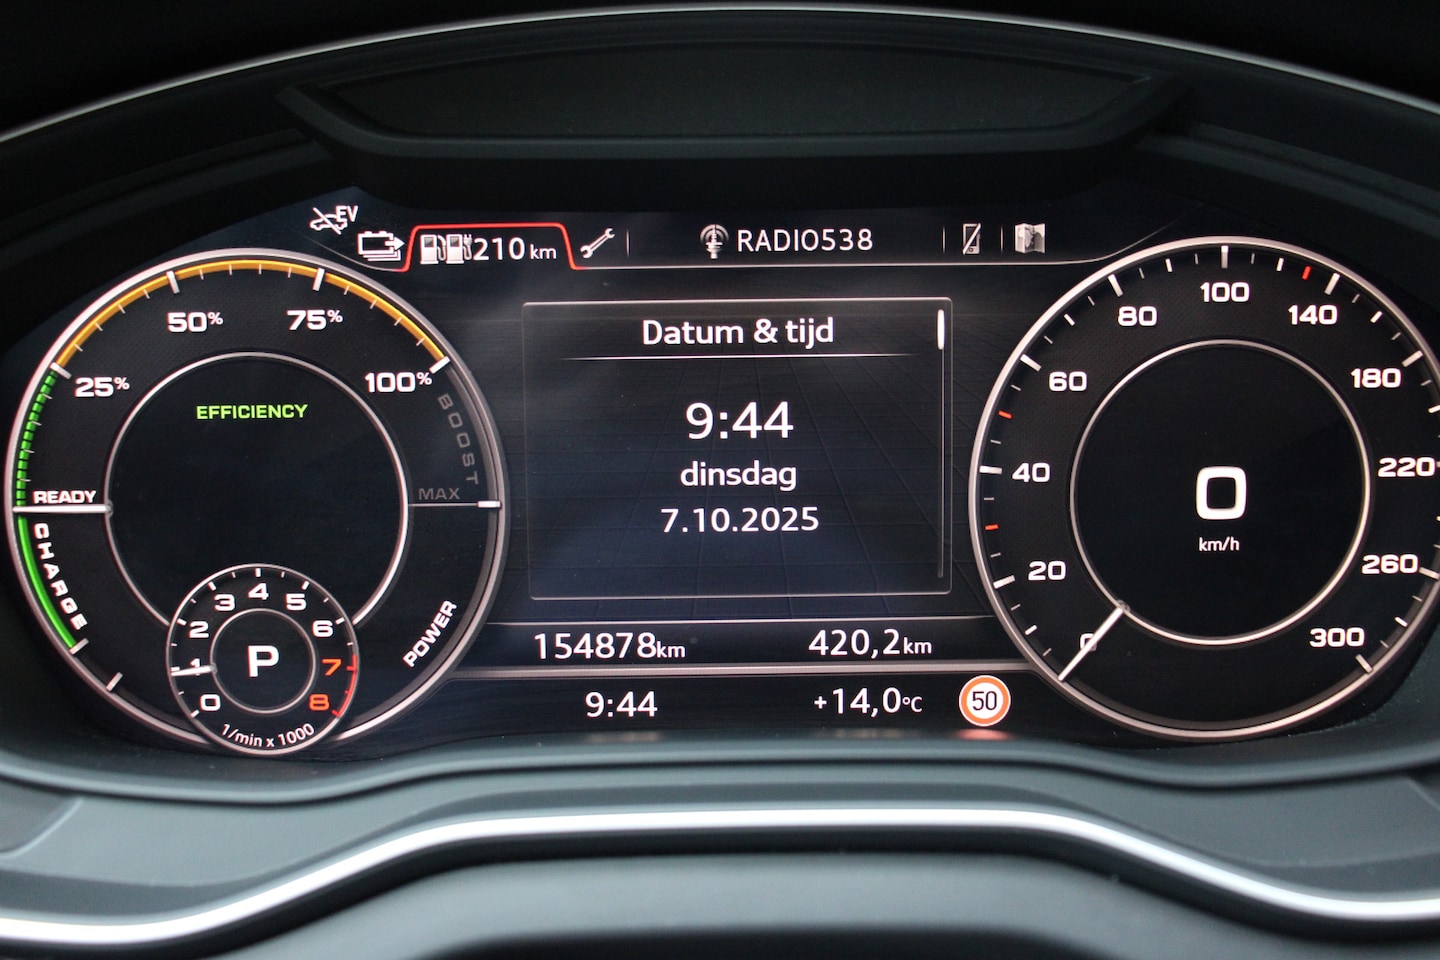 EV
210 km
RADIO538
Datum & tijd
9:44
dinsdag
7.10.2025
154878km
420,2km
9:44
+14,0°C
50
25%
50%
75%
100%
BOOST
MAX
EFFICIENCY
READY
CHARGE
POWER
0
1
2
3
4
5
6
7
8
P
1/min x 1000
0
20
40
60
80
100
140
180
220
260
300
0
km/h